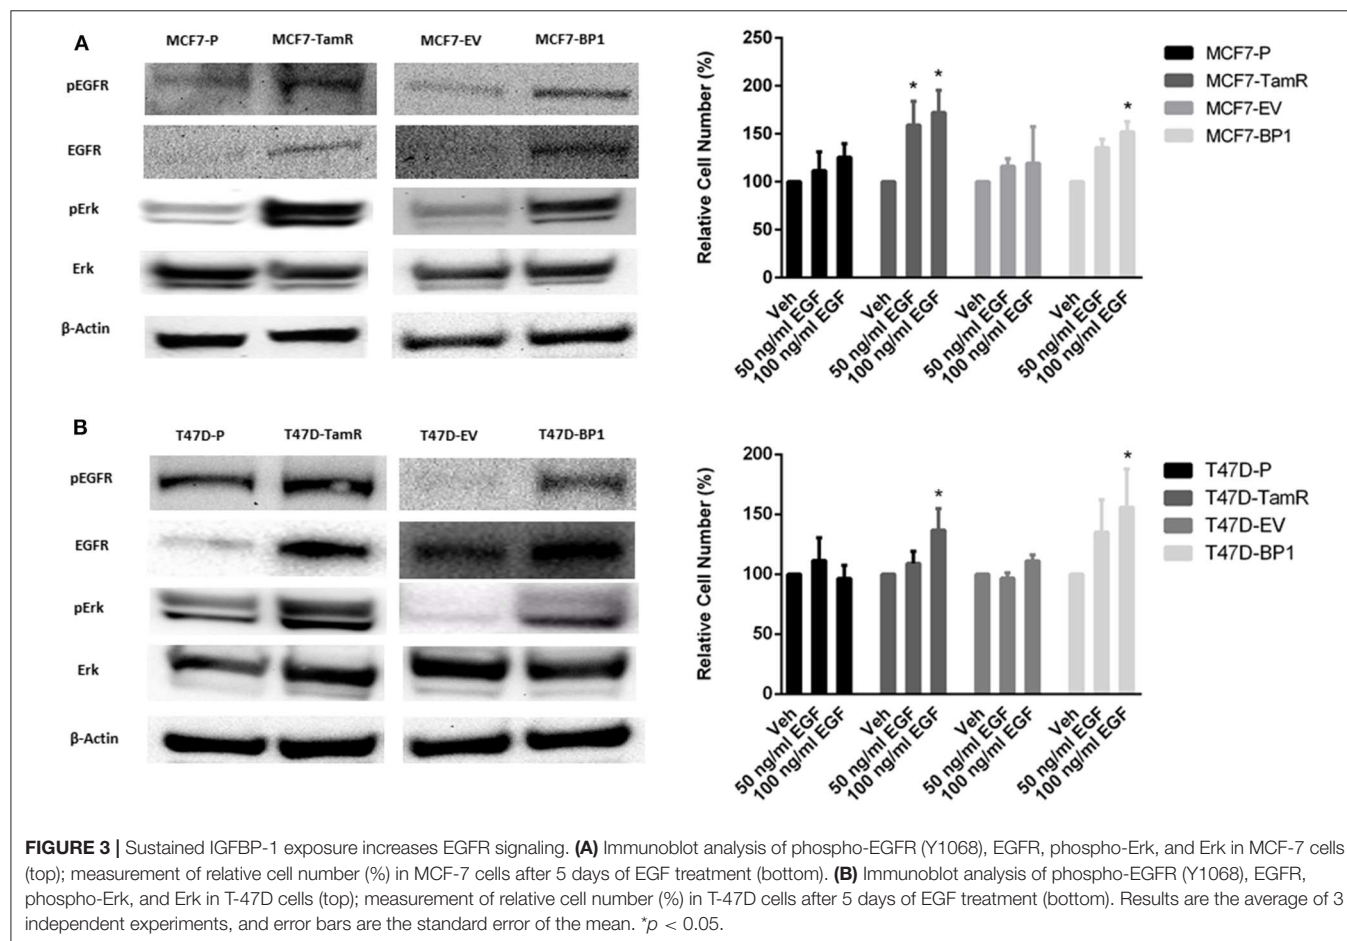 A
MCF7-P MCF7-TamR MCF7-EV MCF7-BP1
pEGFR
EGFR
pErk
Erk
β-Actin
Relative Cell Number (%)
250
200
150
100
50
0
* * *
Veh
50 ng/ml EGF
100 ng/ml EGF
Veh
50 ng/ml EGF
100 ng/ml EGF
Veh
50 ng/ml EGF
100 ng/ml EGF
Veh
50 ng/ml EGF
100 ng/ml EGF
MCF7-P
MCF7-TamR
MCF7-EV
MCF7-BP1
B
T47D-P T47D-TamR T47D-EV T47D-BP1
pEGFR
EGFR
pErk
Erk
β-Actin
Relative Cell Number (%)
200
150
100
50
0
* *
Veh
50 ng/ml EGF
100 ng/ml EGF
Veh
50 ng/ml EGF
100 ng/ml EGF
Veh
50 ng/ml EGF
100 ng/ml EGF
Veh
50 ng/ml EGF
100 ng/ml EGF
T47D-P
T47D-TamR
T47D-EV
T47D-BP1
FIGURE 3 | Sustained IGFBP-1 exposure increases EGFR signaling. (A) Immunoblot analysis of phospho-EGFR (Y1068), EGFR, phospho-Erk, and Erk in MCF-7 cells
(top); measurement of relative cell number (%) in MCF-7 cells after 5 days of EGF treatment (bottom). (B) Immunoblot analysis of phospho-EGFR (Y1068), EGFR,
phospho-Erk, and Erk in T-47D cells (top); measurement of relative cell number (%) in T-47D cells after 5 days of EGF treatment (bottom). Results are the average of 3
independent experiments, and error bars are the standard error of the mean. *p < 0.05.